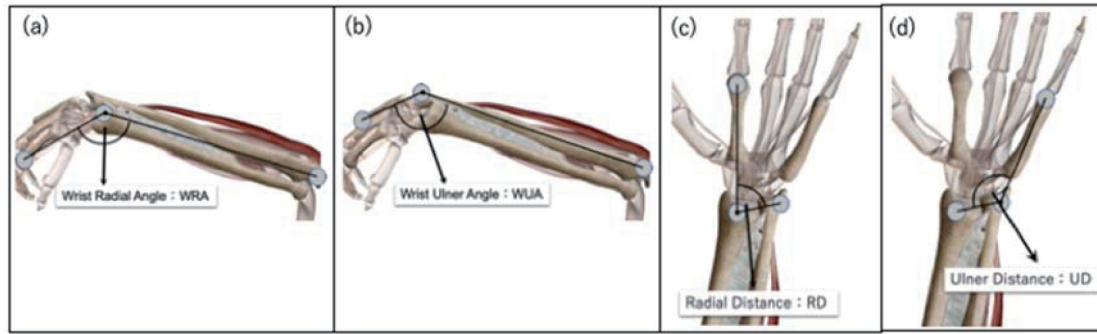 (a)
Wrist Radial Angle：WRA
(b)
Wrist Ulner Angle：WUA
(c)
Radial Distance：RD
(d)
Ulner Distance：UD